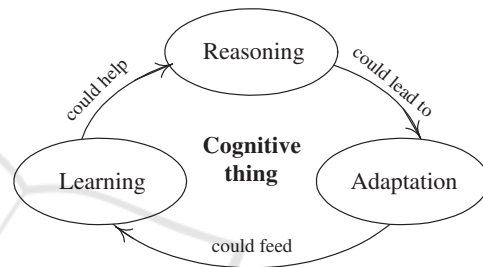 Reasoning
could help
could lead to
Cognitive
thing
Learning
Adaptation
could feed